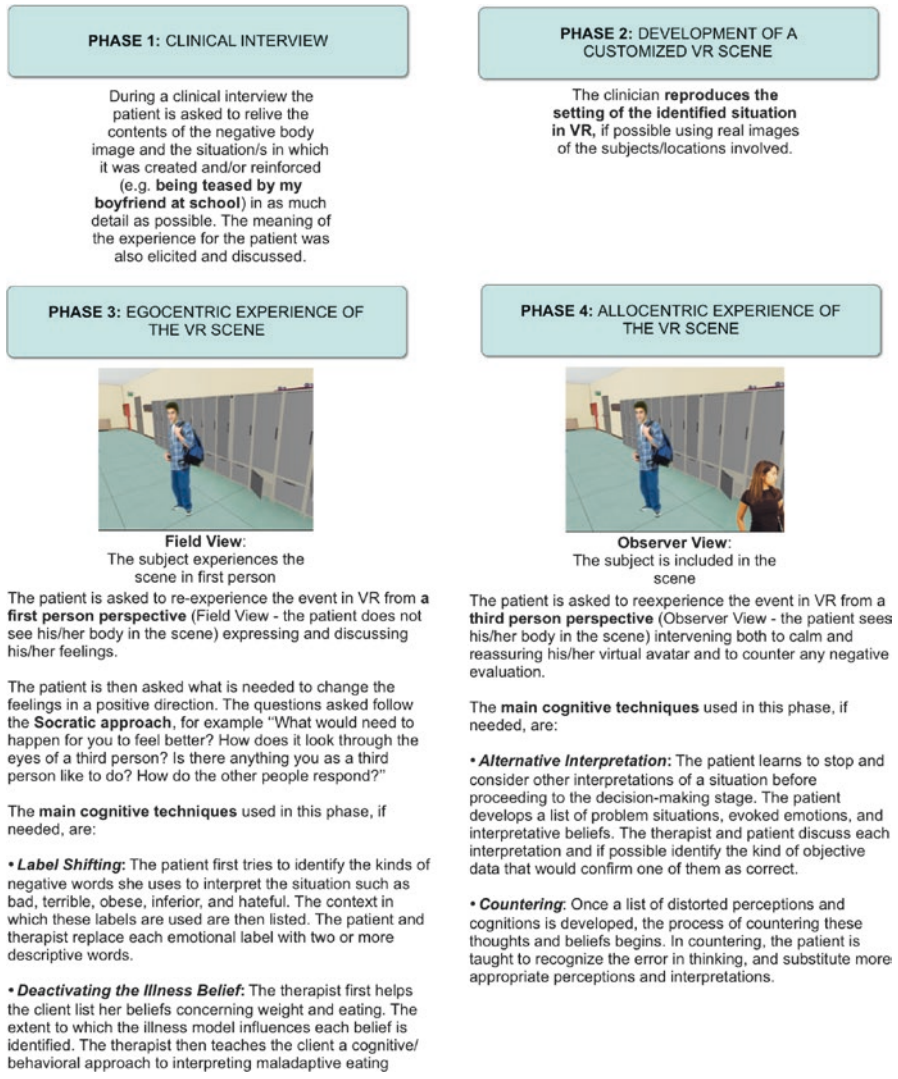 PHASE 1: CLINICAL INTERVIEW
During a clinical interview the
patient is asked to relive the
contents of the negative body
image and the situation/s in which
it was created and/or reinforced
(e.g. being teased by my
boyfriend at school) in as much
detail as possible. The meaning of
the experience for the patient was
also elicited and discussed.
PHASE 2: DEVELOPMENT OF A
CUSTOMIZED VR SCENE
The clinician reproduces the
setting of the identified situation
in VR, if possible using real images
of the subjects/locations involved.
PHASE 3: EGOCENTRIC EXPERIENCE OF
THE VR SCENE
Field View:
The subject experiences the
scene in first person
The patient is asked to re-experience the event in VR from a
first person perspective (Field View - the patient does not
see his/her body in the scene) expressing and discussing
his/her feelings.
The patient is then asked what is needed to change the
feelings in a positive direction. The questions asked follow
the Socratic approach, for example “What would need to
happen for you to feel better? How does it look through the
eyes of a third person? Is there anything you as a third
person like to do? How do the other people respond?”
The main cognitive techniques used in this phase, if
needed, are:
• Label Shifting: The patient first tries to identify the kinds of
negative words she uses to interpret the situation such as
bad, terrible, obese, inferior, and hateful. The context in
which these labels are used are then listed. The patient and
therapist replace each emotional label with two or more
descriptive words.
• Deactivating the Illness Belief: The therapist first helps
the client list her beliefs concerning weight and eating. The
extent to which the illness model influences each belief is
identified. The therapist then teaches the client a cognitive/
behavioral approach to interpreting maladaptive eating
PHASE 4: ALLOCENTRIC EXPERIENCE OF
THE VR SCENE
Observer View:
The subject is included in the
scene
The patient is asked to reexperience the event in VR from a
third person perspective (Observer View - the patient sees
his/her body in the scene) intervening both to calm and
reassuring his/her virtual avatar and to counter any negative
evaluation.
The main cognitive techniques used in this phase, if
needed, are:
• Alternative Interpretation: The patient learns to stop and
consider other interpretations of a situation before
proceeding to the decision-making stage. The patient
develops a list of problem situations, evoked emotions, and
interpretative beliefs. The therapist and patient discuss each
interpretation and if possible identify the kind of objective
data that would confirm one of them as correct.
• Countering: Once a list of distorted perceptions and
cognitions is developed, the process of countering these
thoughts and beliefs begins. In countering, the patient is
taught to recognize the error in thinking, and substitute more
appropriate perceptions and interpretations.